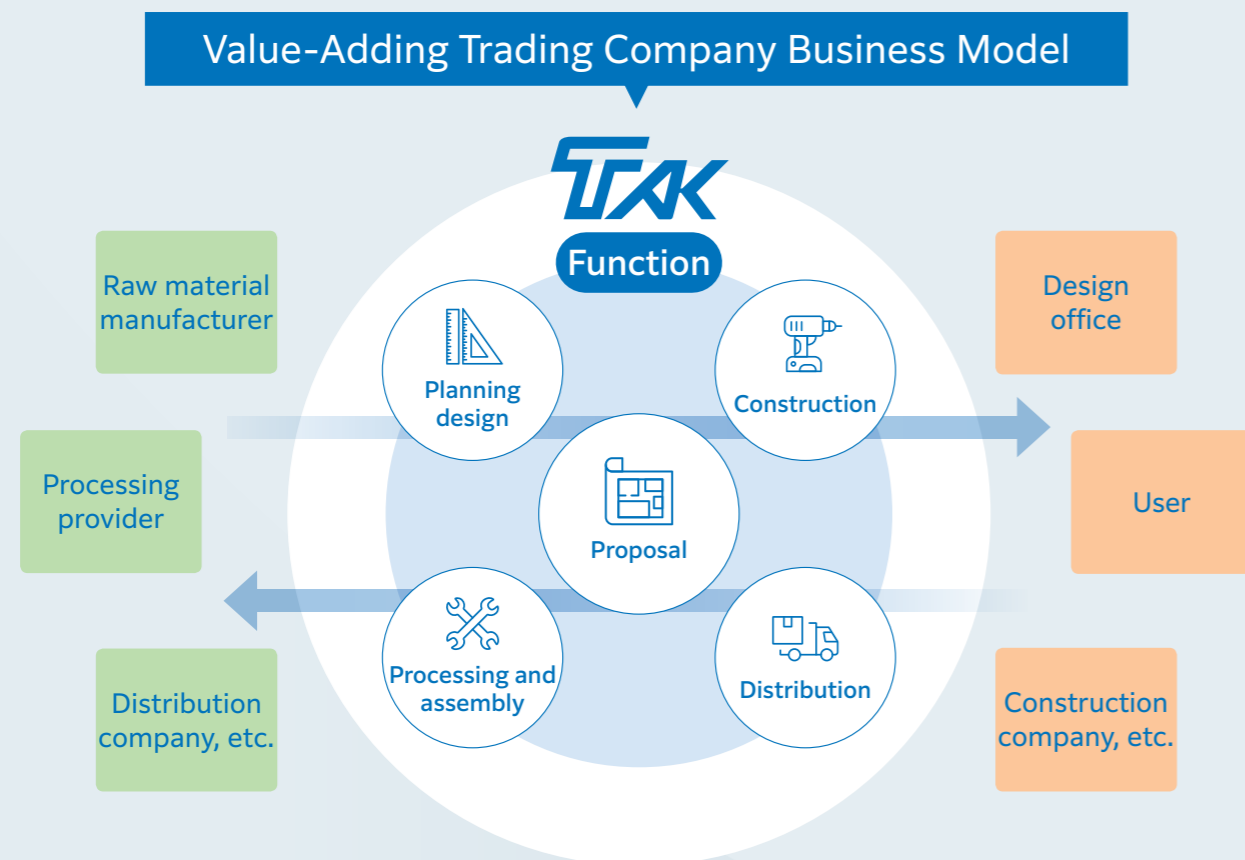 Value-Adding Trading Company Business Model
TAK
Function
Raw material
manufacturer
Processing
provider
Distribution
company, etc.
Planning
design
Construction
Proposal
Processing and
assembly
Distribution
Design
office
User
Construction
company, etc.